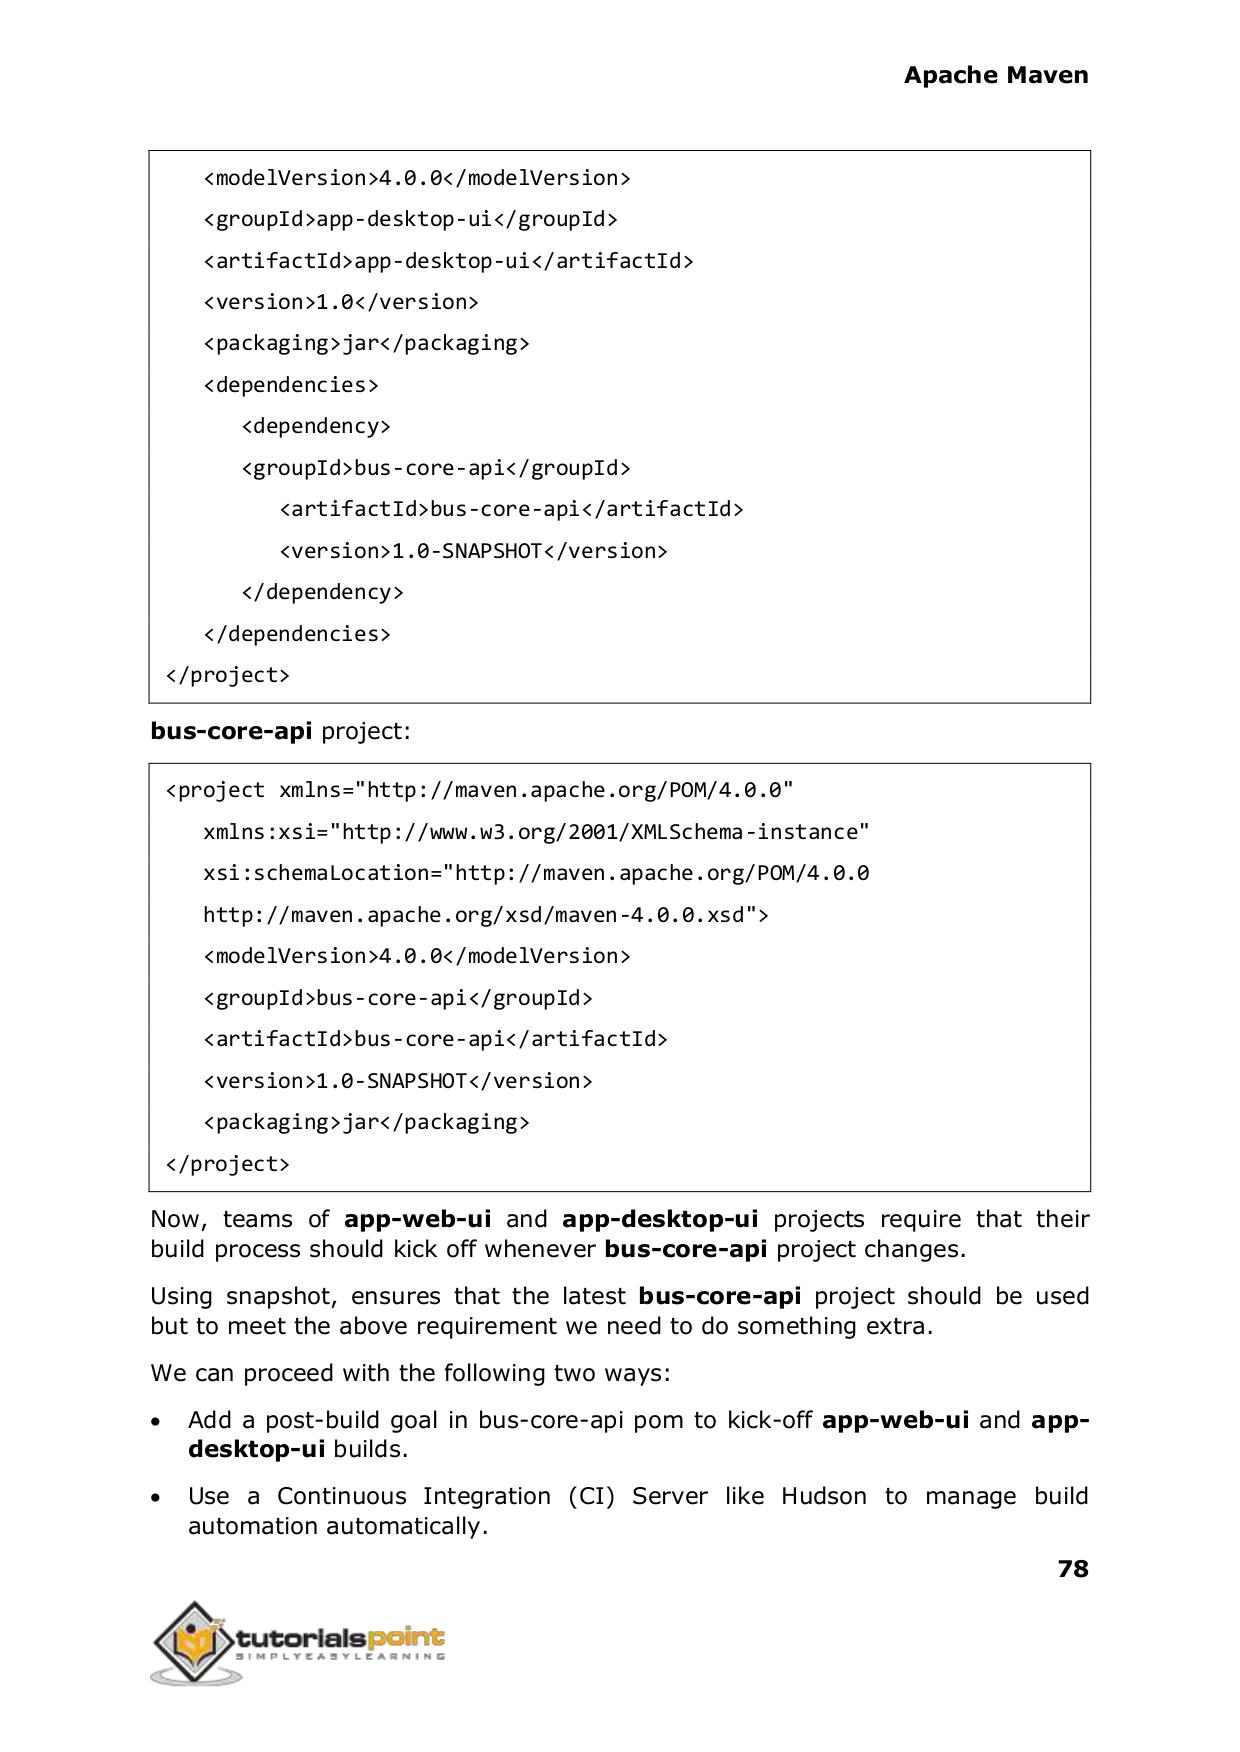 Apache Maven
<modelVersion>4.0.0</modelVersion>
<groupId>app-desktop-ui</groupId>
<artifactId>app-desktop-ui</artifactId>
<version>1.0</version>
<packaging>jar</packaging>
<dependencies>
<dependency>
<groupId>bus-core-api</groupId>
<artifactId>bus-core-api</artifactId>
<version>1.0-SNAPSHOT</version>
</dependency>
</dependencies>
</project>
bus-core-api project:
<project xmlns="http://maven.apache.org/POM/4.0.0"
xmlns:xsi="http://www.w3.org/2001/XMLSchema-instance"
xsi:schemaLocation="http://maven.apache.org/POM/4.0.0
http://maven.apache.org/xsd/maven-4.0.0.xsd">
<modelVersion>4.0.0</modelVersion>
<groupId>bus-core-api</groupId>
<artifactId>bus-core-api</artifactId>
<version>1.0-SNAPSHOT</version>
<packaging>jar</packaging>
</project>
Now, teams of app-web-ui and app-desktop-ui projects require that their
build process should kick off whenever bus-core-api project changes.
Using snapshot, ensures that the latest bus-core-api project should be used
but to meet the above requirement we need to do something extra.
We can proceed with the following two ways:
• Add a post-build goal in bus-core-api pom to kick-off app-web-ui and app-
desktop-ui builds.
• Use a Continuous Integration (CI) Server like Hudson to manage build
automation automatically.
78
tutorialspoint
SIMPLYEASYLEARNING